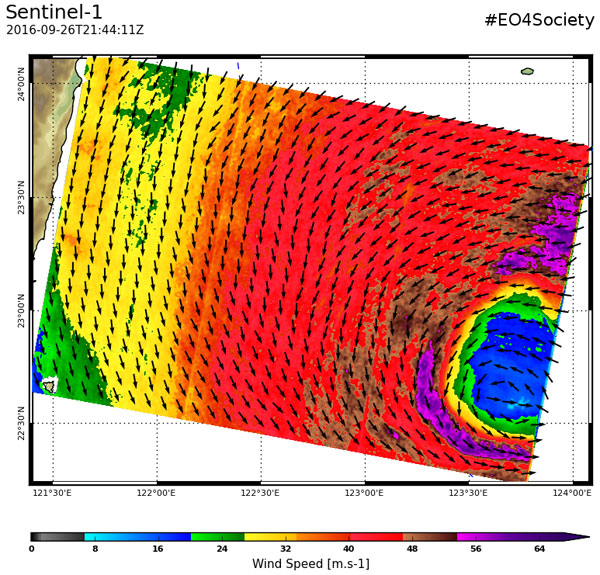 Sentinel-1
2016-09-26T21:44:11Z
#EO4Society
24°00'N
23°30'N
23°00'N
22°30'N
121°30'E 122°00'E 122°30'E 123°00'E 123°30'E 124°00'E
0 8 16 24 32 40 48 56 64
Wind Speed [m.s-1]